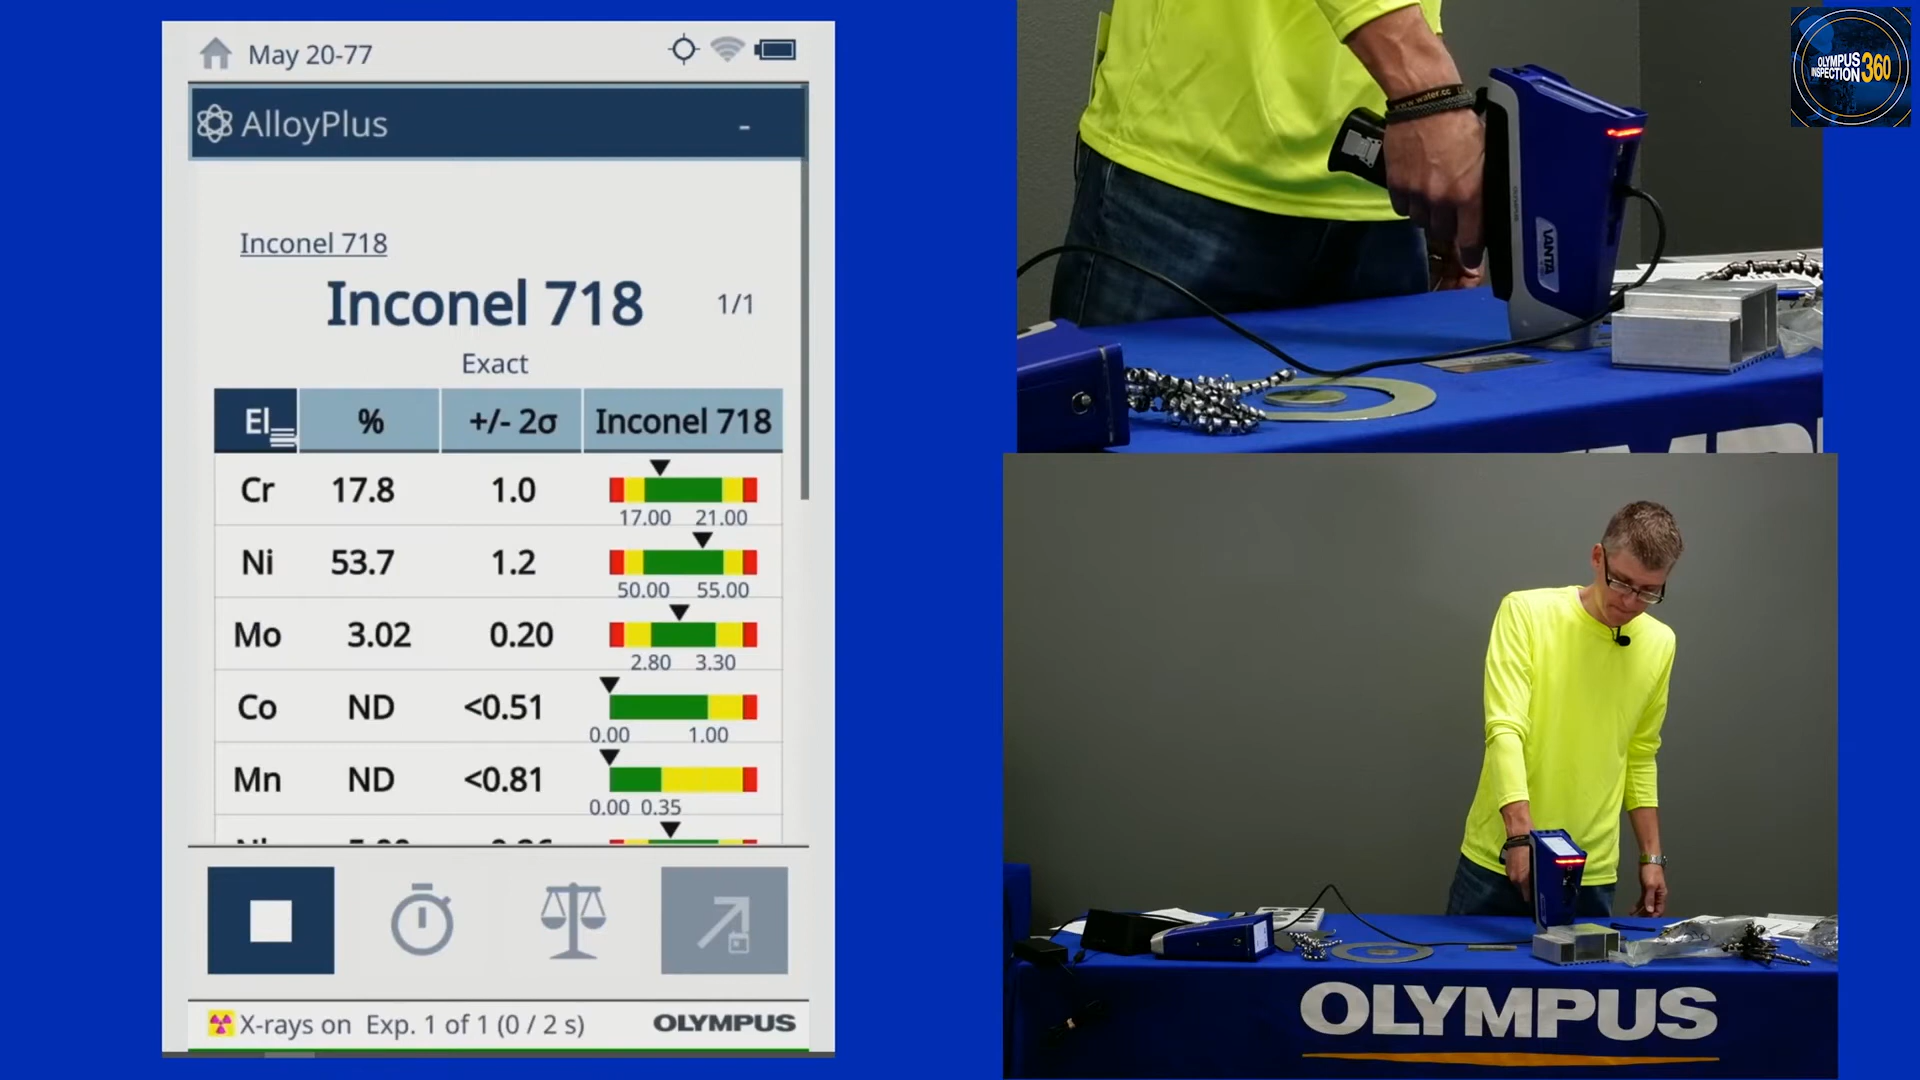 May 20-77
AlloyPlus -
Inconel 718
Inconel 718 1/1
Exact
El % +/- 2σ Inconel 718
Cr 17.8 1.0
17.00 21.00
Ni 53.7 1.2
50.00 55.00
Mo 3.02 0.20
2.80 3.30
Co ND <0.51
0.00 1.00
Mn ND <0.81
0.00 0.35
X-rays on Exp. 1 of 1 (0 / 2 s) OLYMPUS
www.water.cc
VANTA
OLYMPUS
INSPECTION 360
OLYMPUS